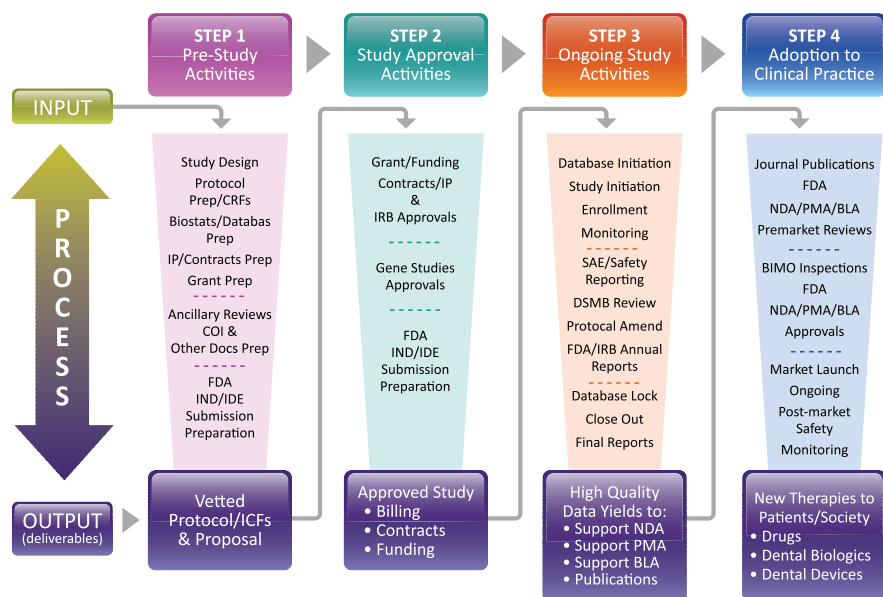 STEP 1
Pre-Study
Activities
STEP 2
Study Approval
Activities
STEP 3
Ongoing Study
Activities
STEP 4
Adoption to
Clinical Practice
INPUT
PROCESS
OUTPUT
(deliverables)
Study Design
Protocol
Prep/CRFs
Biostats/Databas
Prep
IP/Contracts Prep
Grant Prep
Ancillary Reviews
COI &
Other Docs Prep
FDA
IND/IDE
Submission
Preparation
Vetted
Protocol/ICFs
& Proposal
Grant/Funding
Contracts/IP
&
IRB Approvals
Gene Studies
Approvals
FDA
IND/IDE
Submission
Preparation
Approved Study
• Billing
• Contracts
• Funding
Database Initiation
Study Initiation
Enrollment
Monitoring
SAE/Safety
Reporting
DSMB Review
Protocal Amend
FDA/IRB Annual
Reports
Database Lock
Close Out
Final Reports
High Quality
Data Yields to:
• Support NDA
• Support PMA
• Support BLA
• Publications
Journal Publications
FDA
NDA/PMA/BLA
Premarket Reviews
BIMO Inspections
FDA
NDA/PMA/BLA
Approvals
Market Launch
Ongoing
Post-market
Safety
Monitoring
New Therapies to
Patients/Society
• Drugs
• Dental Biologics
• Dental Devices